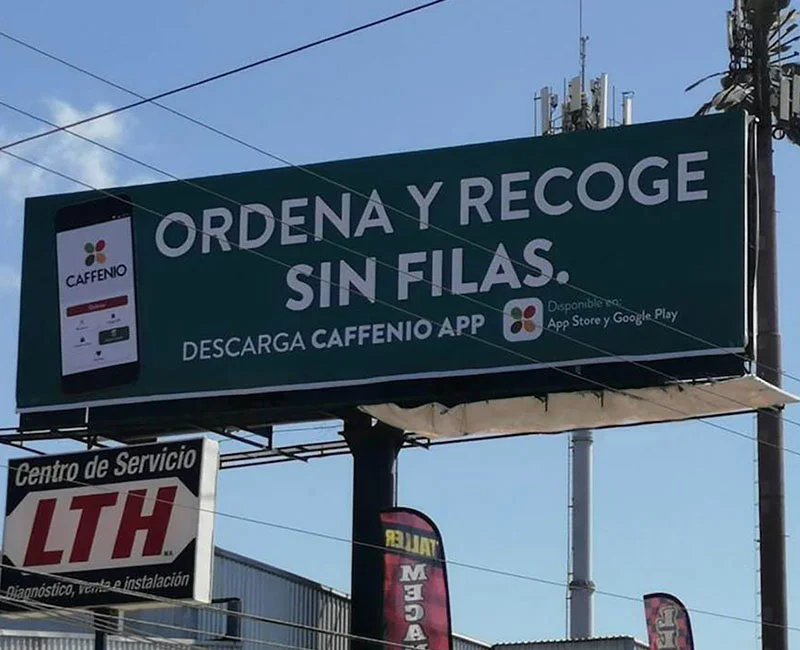 ORDENA Y RECOGE
SIN FILAS.
DESCARGA CAFFENIO APP
Disponible en:
App Store y Google Play
CAFFENIO
Centro de Servicio
LTH
Diagnóstico, venta e instalación
TALLER
MECA